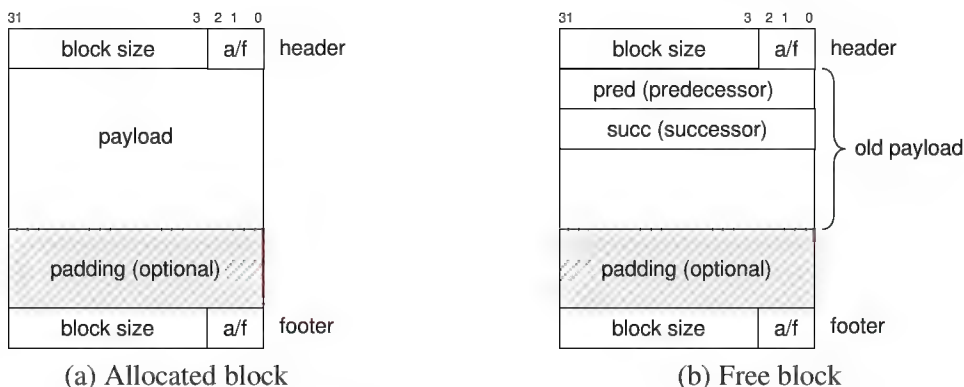 31 3 2 1 0
block size a/f header
payload
padding (optional)
block size a/f footer
(a) Allocated block
31 3 2 1 0
block size a/f header
pred (predecessor)
succ (successor)
old payload
padding (optional)
block size a/f footer
(b) Free block